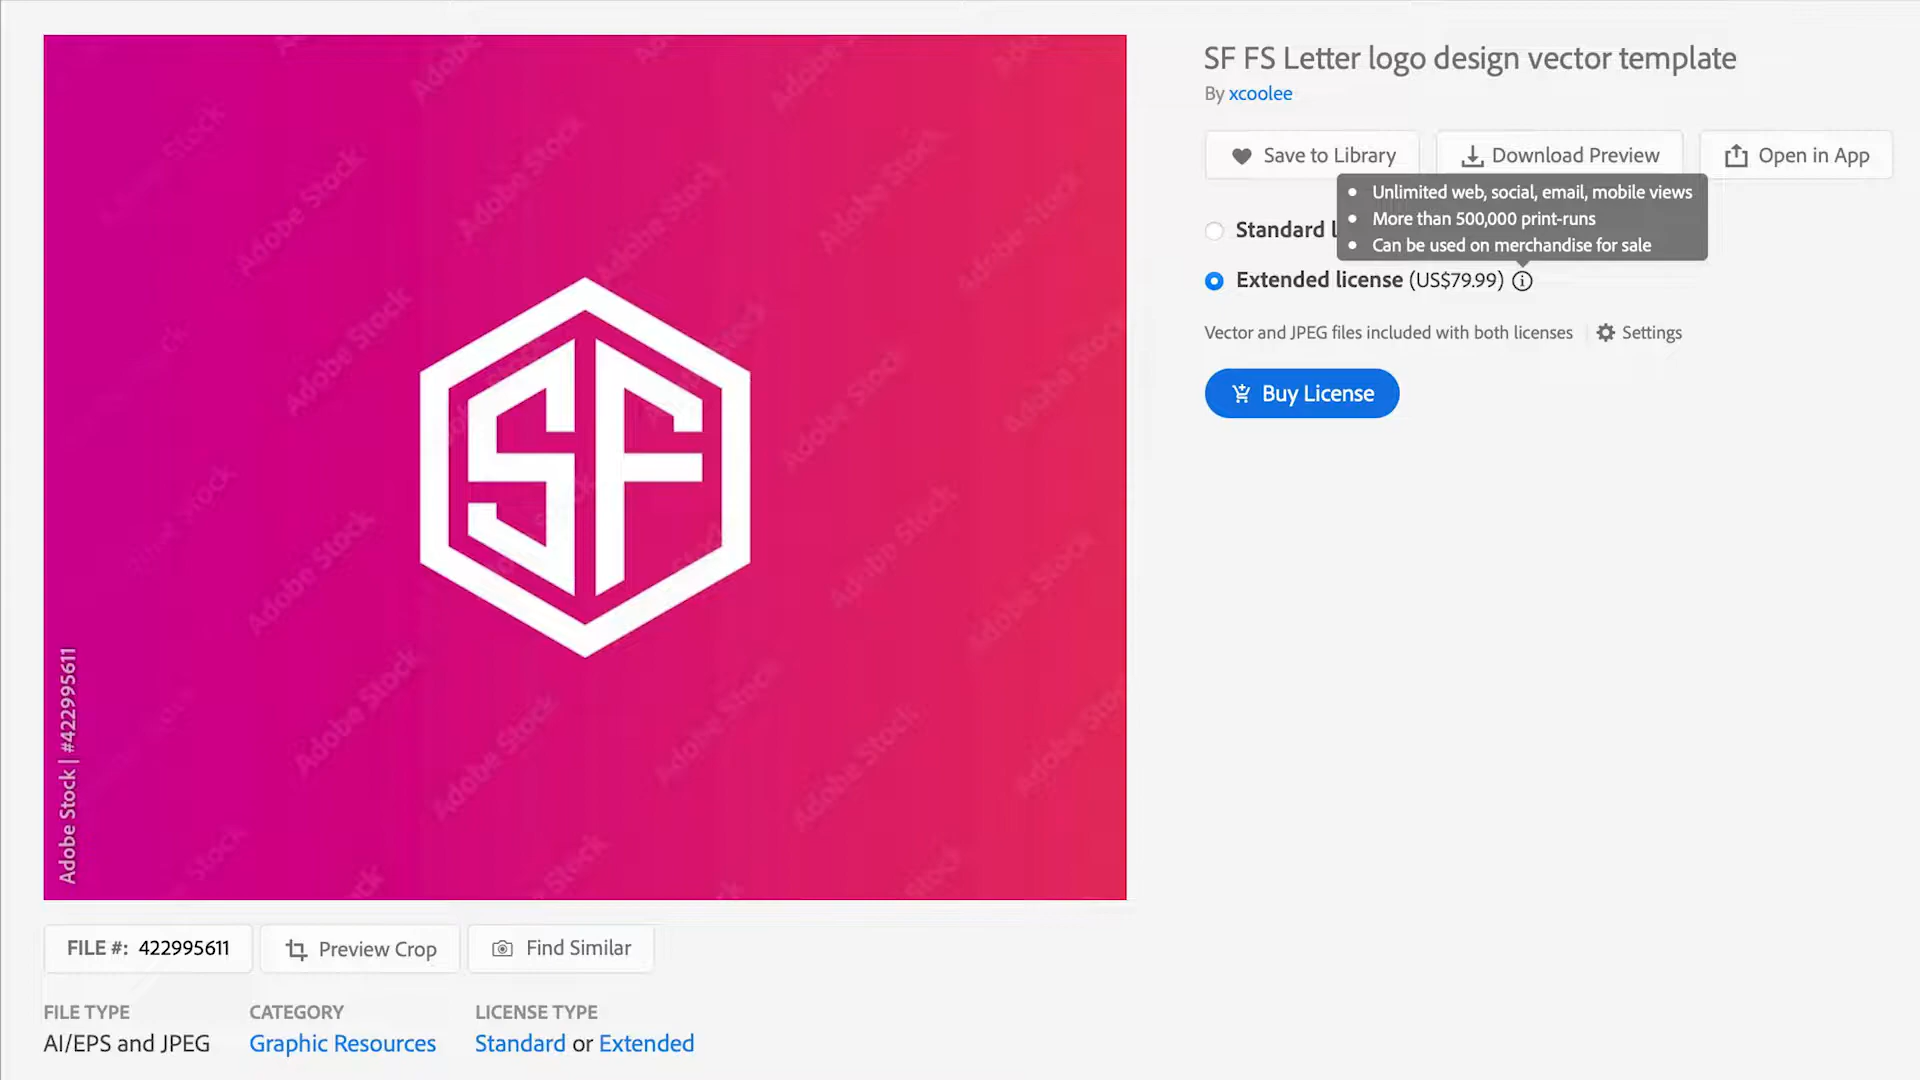 SF FS Letter logo design vector template
By xcoolee
Save to Library
Download Preview
Open in App
Unlimited web, social, email, mobile views
More than 500,000 print-runs
Can be used on merchandise for sale
Standard
Extended license (US$79.99)
Vector and JPEG files included with both licenses
Settings
Buy License
SF
Adobe Stock | #422995611
FILE #: 422995611
Preview Crop
Find Similar
FILE TYPE
AI/EPS and JPEG
CATEGORY
Graphic Resources
LICENSE TYPE
Standard or Extended